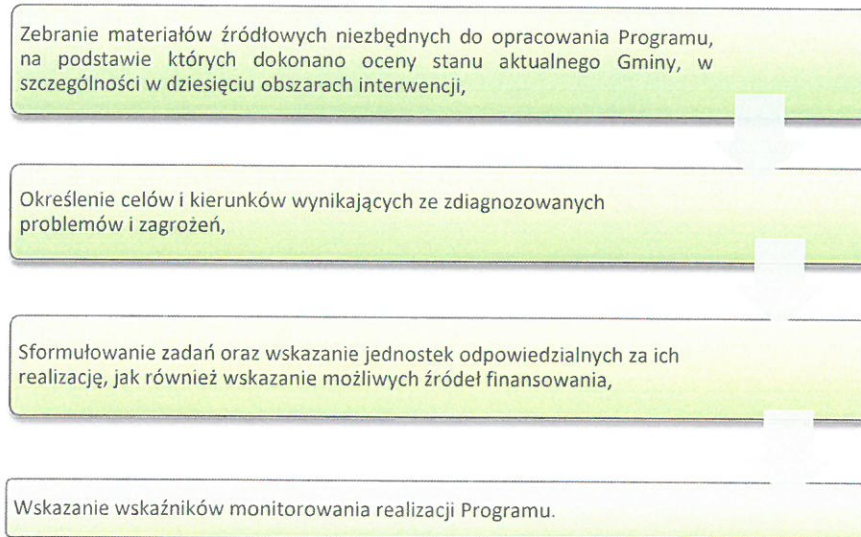 Zebranie materiałów źródłowych niezbędnych do opracowania Programu,
na podstawie których dokonano oceny stanu aktualnego Gminy, w
szczególności w dziesięciu obszarach interwencji,
Określenie celów i kierunków wynikających ze zdiagnozowanych
problemów i zagrożeń,
Sformułowanie zadań oraz wskazanie jednostek odpowiedzialnych za ich
realizację, jak również wskazanie możliwych źródeł finansowania,
Wskazanie wskaźników monitorowania realizacji Programu.